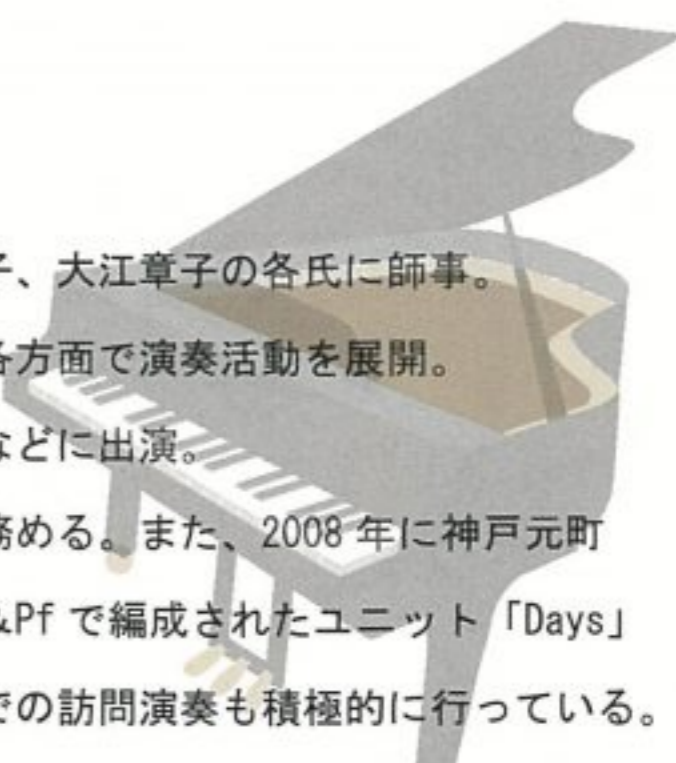 子、大江章子の各氏に師事。
各方面で演奏活動を展開。
などに出演。
務める。また、2008 年に神戸元町
&Pf で編成されたユニット「Days」
での訪問演奏も積極的に行っている。